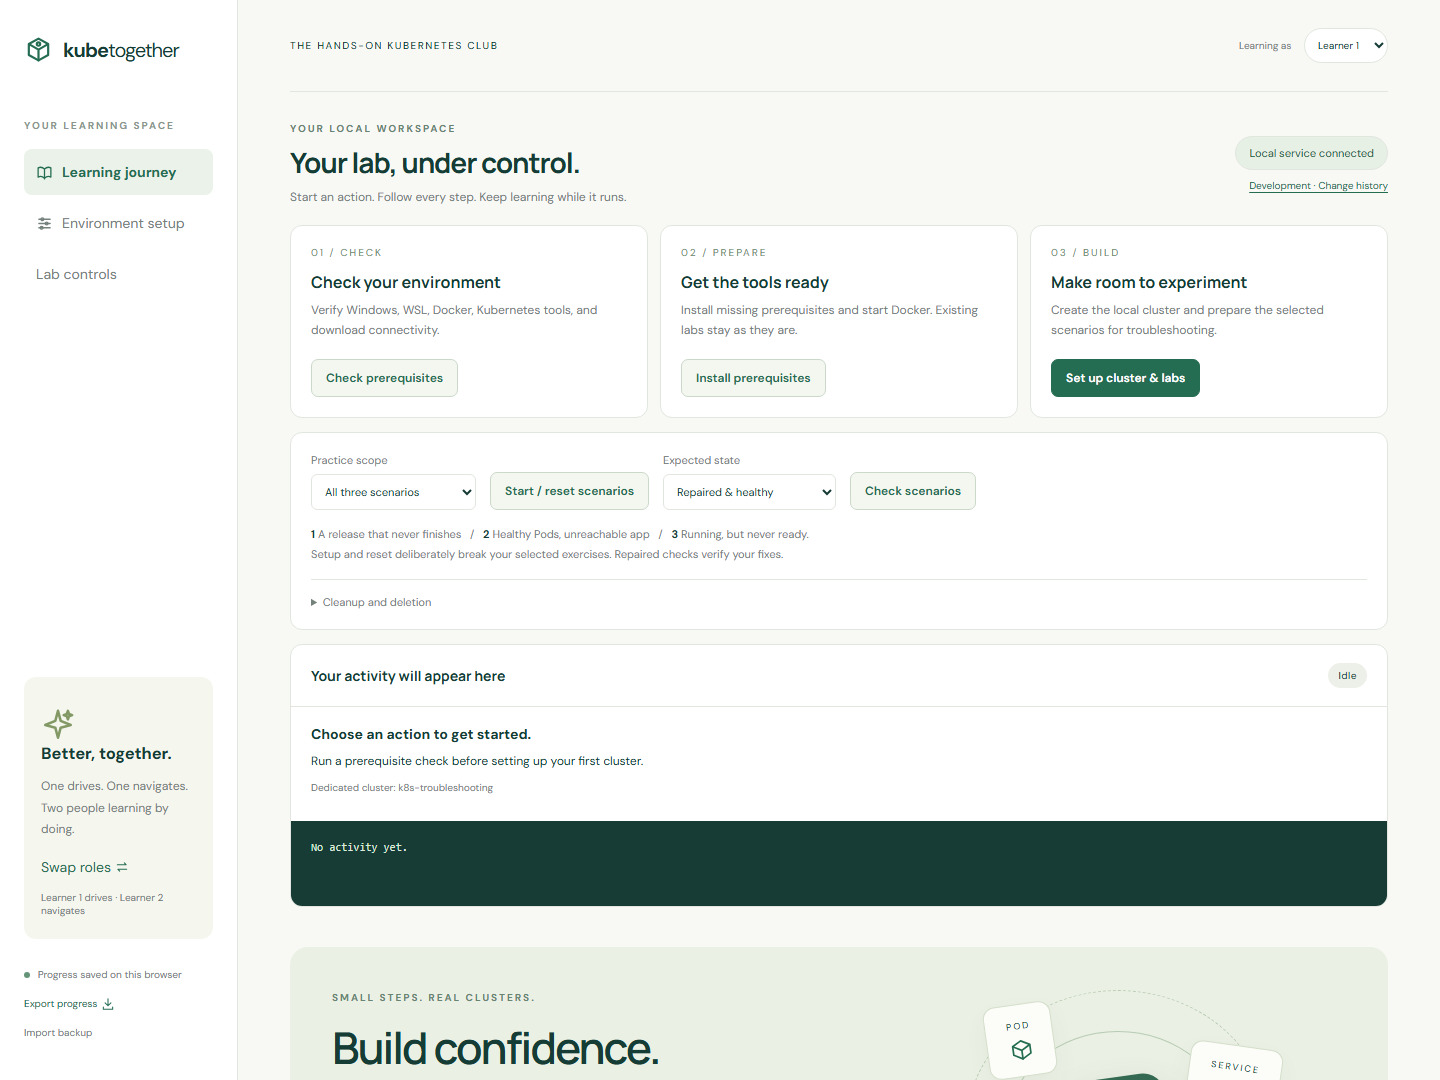 kubetogether
YOUR LEARNING SPACE
Learning journey
Environment setup
Lab controls
Better, together.
One drives. One navigates.
Two people learning by
doing.
Swap roles
Learner 1 drives · Learner 2
navigates
Progress saved on this browser
Export progress
Import backup
THE HANDS-ON KUBERNETES CLUB
Learning as
Learner 1
YOUR LOCAL WORKSPACE
Your lab, under control.
Start an action. Follow every step. Keep learning while it runs.
Local service connected
Development · Change history
01 / CHECK
Check your environment
Verify Windows, WSL, Docker, Kubernetes tools, and
download connectivity.
Check prerequisites
02 / PREPARE
Get the tools ready
Install missing prerequisites and start Docker. Existing
labs stay as they are.
Install prerequisites
03 / BUILD
Make room to experiment
Create the local cluster and prepare the selected
scenarios for troubleshooting.
Set up cluster & labs
Practice scope
All three scenarios
Start / reset scenarios
Expected state
Repaired & healthy
Check scenarios
1 A release that never finishes / 2 Healthy Pods, unreachable app / 3 Running, but never ready.
Setup and reset deliberately break your selected exercises. Repaired checks verify your fixes.
Cleanup and deletion
Your activity will appear here
Idle
Choose an action to get started.
Run a prerequisite check before setting up your first cluster.
Dedicated cluster: k8s-troubleshooting
No activity yet.
SMALL STEPS. REAL CLUSTERS.
Build confidence.
POD
SERVICE